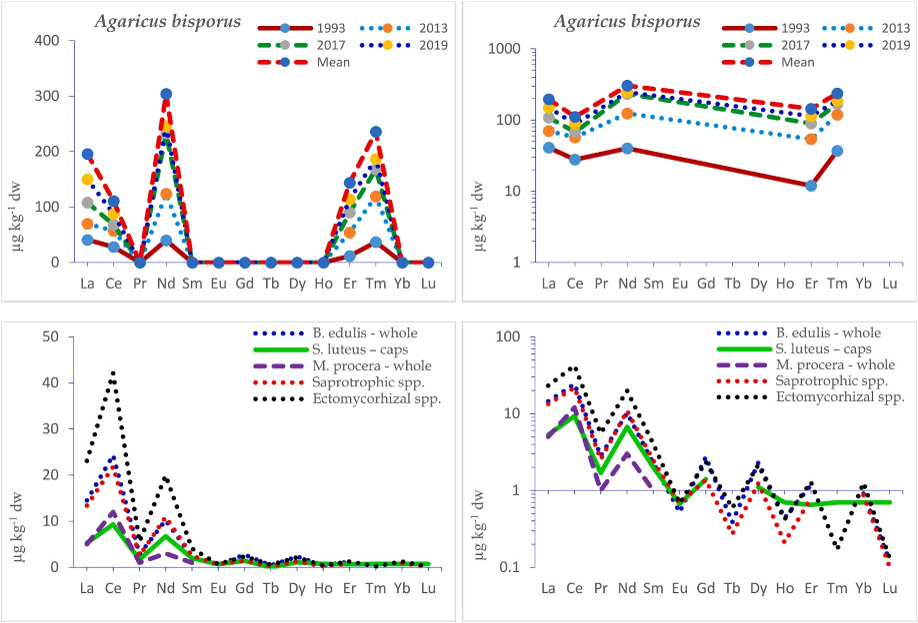 Agaricus bisporus
1993
2013
2017
2019
Mean
400
300
200
100
0
µg kg⁻¹ dw
La Ce Pr Nd Sm Eu Gd Tb Dy Ho Er Tm Yb Lu
Agaricus bisporus
1993
2013
2017
2019
Mean
1000
100
10
1
µg kg⁻¹ dw
La Ce Pr Nd Sm Eu Gd Tb Dy Ho Er Tm Yb Lu
B. edulis - whole
S. luteus – caps
M. procera - whole
Saprotrophic spp.
Ectomycorhizal spp.
50
40
30
20
10
0
µg kg⁻¹ dw
La Ce Pr Nd Sm Eu Gd Tb Dy Ho Er Tm Yb Lu
B. edulis - whole
S. luteus – caps
M. procera - whole
Saprotrophic spp.
Ectomycorhizal spp.
100
10
1
0.1
µg kg⁻¹ dw
La Ce Pr Nd Sm Eu Gd Tb Dy Ho Er Tm Yb Lu